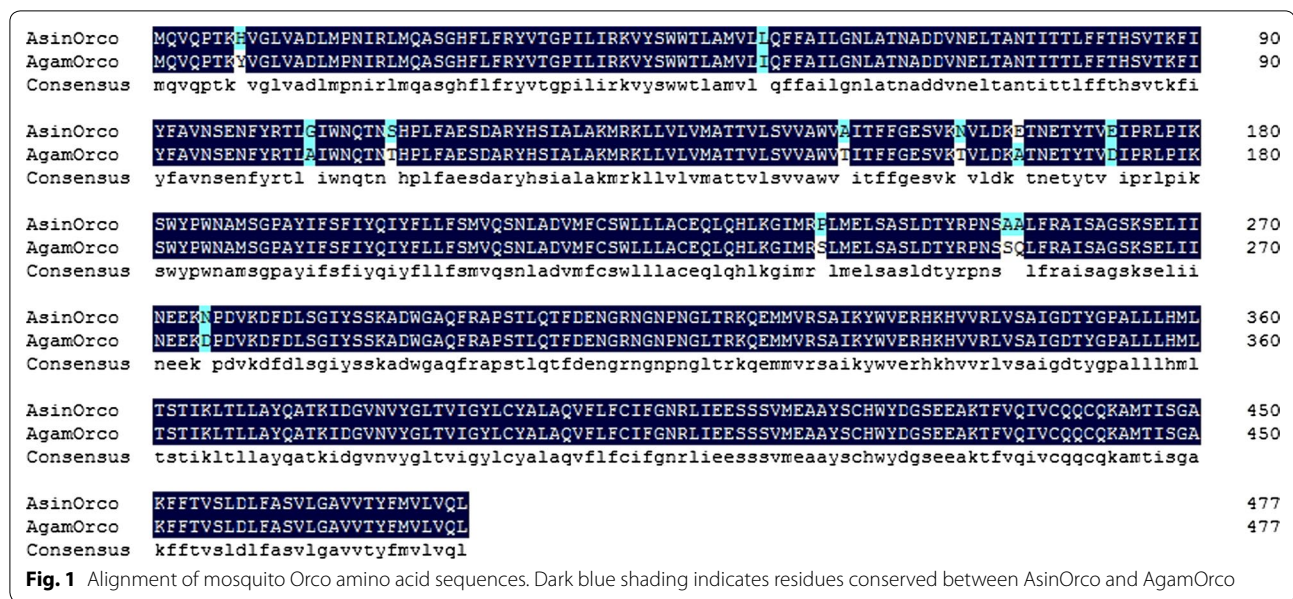 AsinOrco MQVQPTKHVGLVADLMPNIRLMQASGHFLFRYVTGPILIRKVYSWWTLAMVLLQFFAILGNLATNADDVNELTANTITTLFFTHSVTKFI 90
AgamOrco MQVQPTKYVGLVADLMPNIRLMQASGHFLFRYVTGPILIRKVYSWWTLAMVLIQFFAILGNLATNADDVNELTANTITTLFFTHSVTKFI 90
Consensus mqvqptk vglvadlmpnirlmqasghflfryvtgpilirkvyswwtlamvl qffailgnlatnaddvneltantittlffthsvtkfi
AsinOrco YFAVNSENFYRTLGIWNQTNSHPLFAESDARYHSIALAKMRKLLVLVMATTVLSVVAWVAITFFGESVKNVLDKETNETYTVEIPRLPIK 180
AgamOrco YFAVNSENFYRTLAIWNQTNTHPLFAESDARYHSIALAKMRKLLVLVMATTVLSVVAWVTITFFGESVKTVLDKATNETYTVDIPRLPIK 180
Consensus yfavnsenfyrtl iwnqtn hplfaesdaryhsialakmrkllvlvmattvlsvvawv itffgesvk vldk tnetytv iprlpik
AsinOrco SWYPWNAMSGPAYIFSFIYQIYFLLFSMVQSNLADVMFCSWLLLACEQLQHLKGIMRPLMELSASLDTYRPNSAALFRAISAGSKSELII 270
AgamOrco SWYPWNAMSGPAYIFSFIYQIYFLLFSMVQSNLADVMFCSWLLLACEQLQHLKGIMRSLMELSASLDTYRPNSSQLFRAISAGSKSELII 270
Consensus swypwnamsgpayifsfiyqiyfllfsmvqsnladvmfcswlllaceqlqhlkgimr lmelsasldtyrpns lfraisagskselii
AsinOrco NEEKNPDVKDFDLSGIYSSKADWGAQFRAPSTLQTFDENGRNGNPNGLTRKQEMMVRSAIKYWVERHKHVVRLVSAIGDTYGPALLLHML 360
AgamOrco NEEKDPDVKDFDLSGIYSSKADWGAQFRAPSTLQTFDENGRNGNPNGLTRKQEMMVRSAIKYWVERHKHVVRLVSAIGDTYGPALLLHML 360
Consensus neek pdvkdfdlsgiysskadwgaqfrapstlqtfdengrngnpngltrkqemmvrsaikywverhkhvvrlvsaigdtygpalllhml
AsinOrco TSTIKLTLLAYQATKIDGVNVYGLTVIGYLCYALAQVFLFCIFGNRLIEESSSVMEAAYSCHWYDGSEEAKTFVQIVCQQCQKAMTISGA 450
AgamOrco TSTIKLTLLAYQATKIDGVNVYGLTVIGYLCYALAQVFLFCIFGNRLIEESSSVMEAAYSCHWYDGSEEAKTFVQIVCQQCQKAMTISGA 450
Consensus tstikltllayqatkidgvnvygltvigylcyalaqvflfcifgnrlieesssvmeaayschwydgseeaktfvqivcqqcqkamtisga
AsinOrco KFFTVSLDLFASVLGAVVTYFMVLVQL 477
AgamOrco KFFTVSLDLFASVLGAVVTYFMVLVQL 477
Consensus kfftvsldlfasvlgavvtyfmvlvql
Fig. 1 Alignment of mosquito Orco amino acid sequences. Dark blue shading indicates residues conserved between AsinOrco and AgamOrco